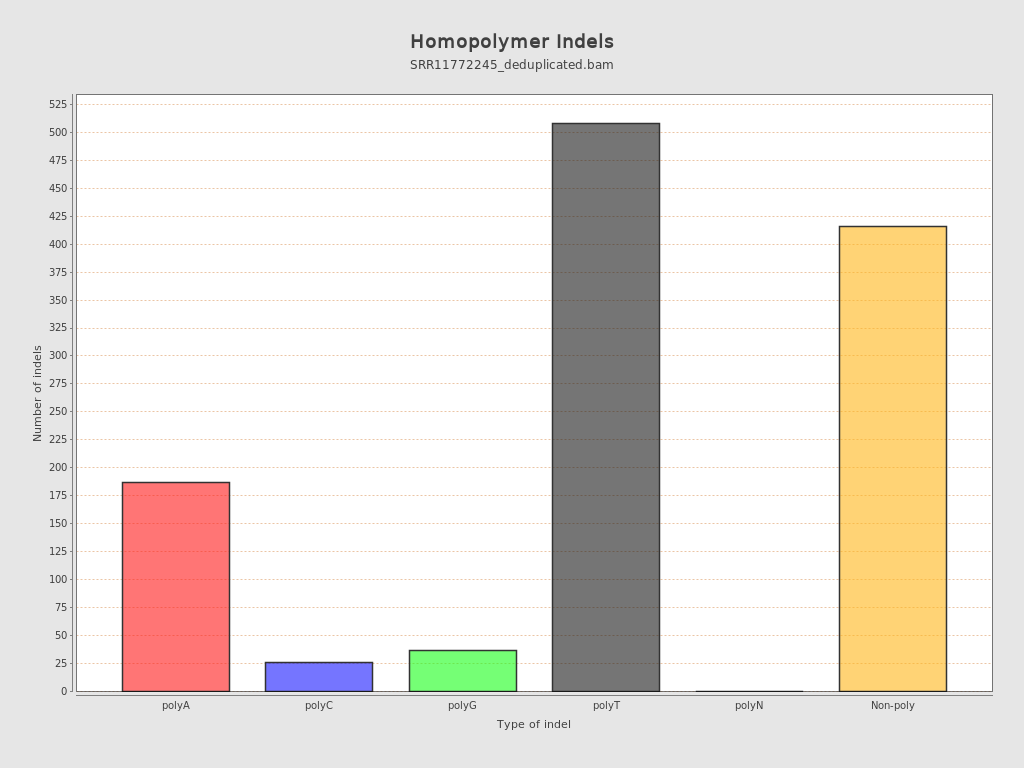 Homopolymer Indels
SRR11772245_deduplicated.bam
Number of indels
525
500
475
450
425
400
375
350
325
300
275
250
225
200
175
150
125
100
75
50
25
0
polyA
polyC
polyG
polyT
polyN
Non-poly
Type of indel